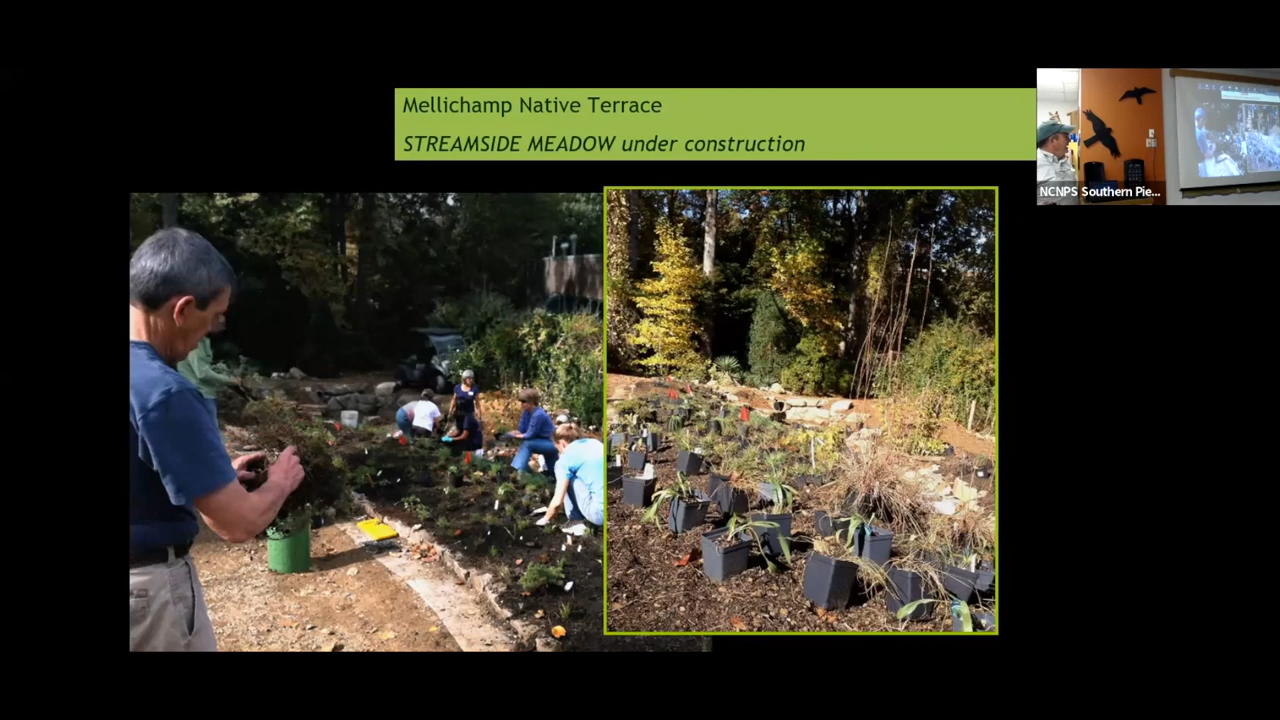 Mellichamp Native Terrace
STREAMSIDE MEADOW under construction
NCNPS Southern Pie...